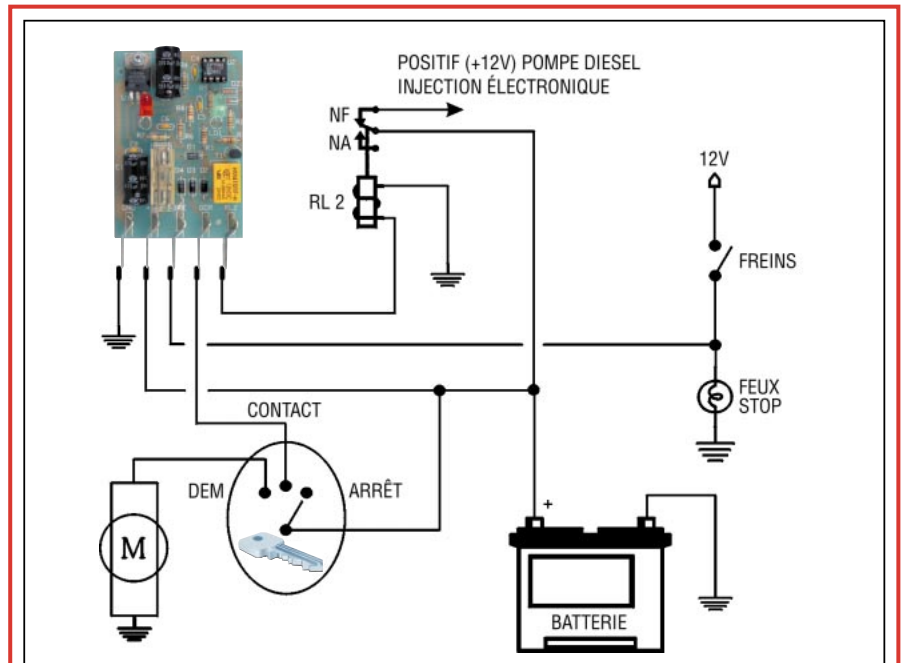 POSITIF (+12V) POMPE DIESEL
INJECTION ÉLECTRONIQUE
NF
NA
RL 2
12V
FREINS
FEUX
STOP
CONTACT
DEM
ARRÊT
M
+
BATTERIE